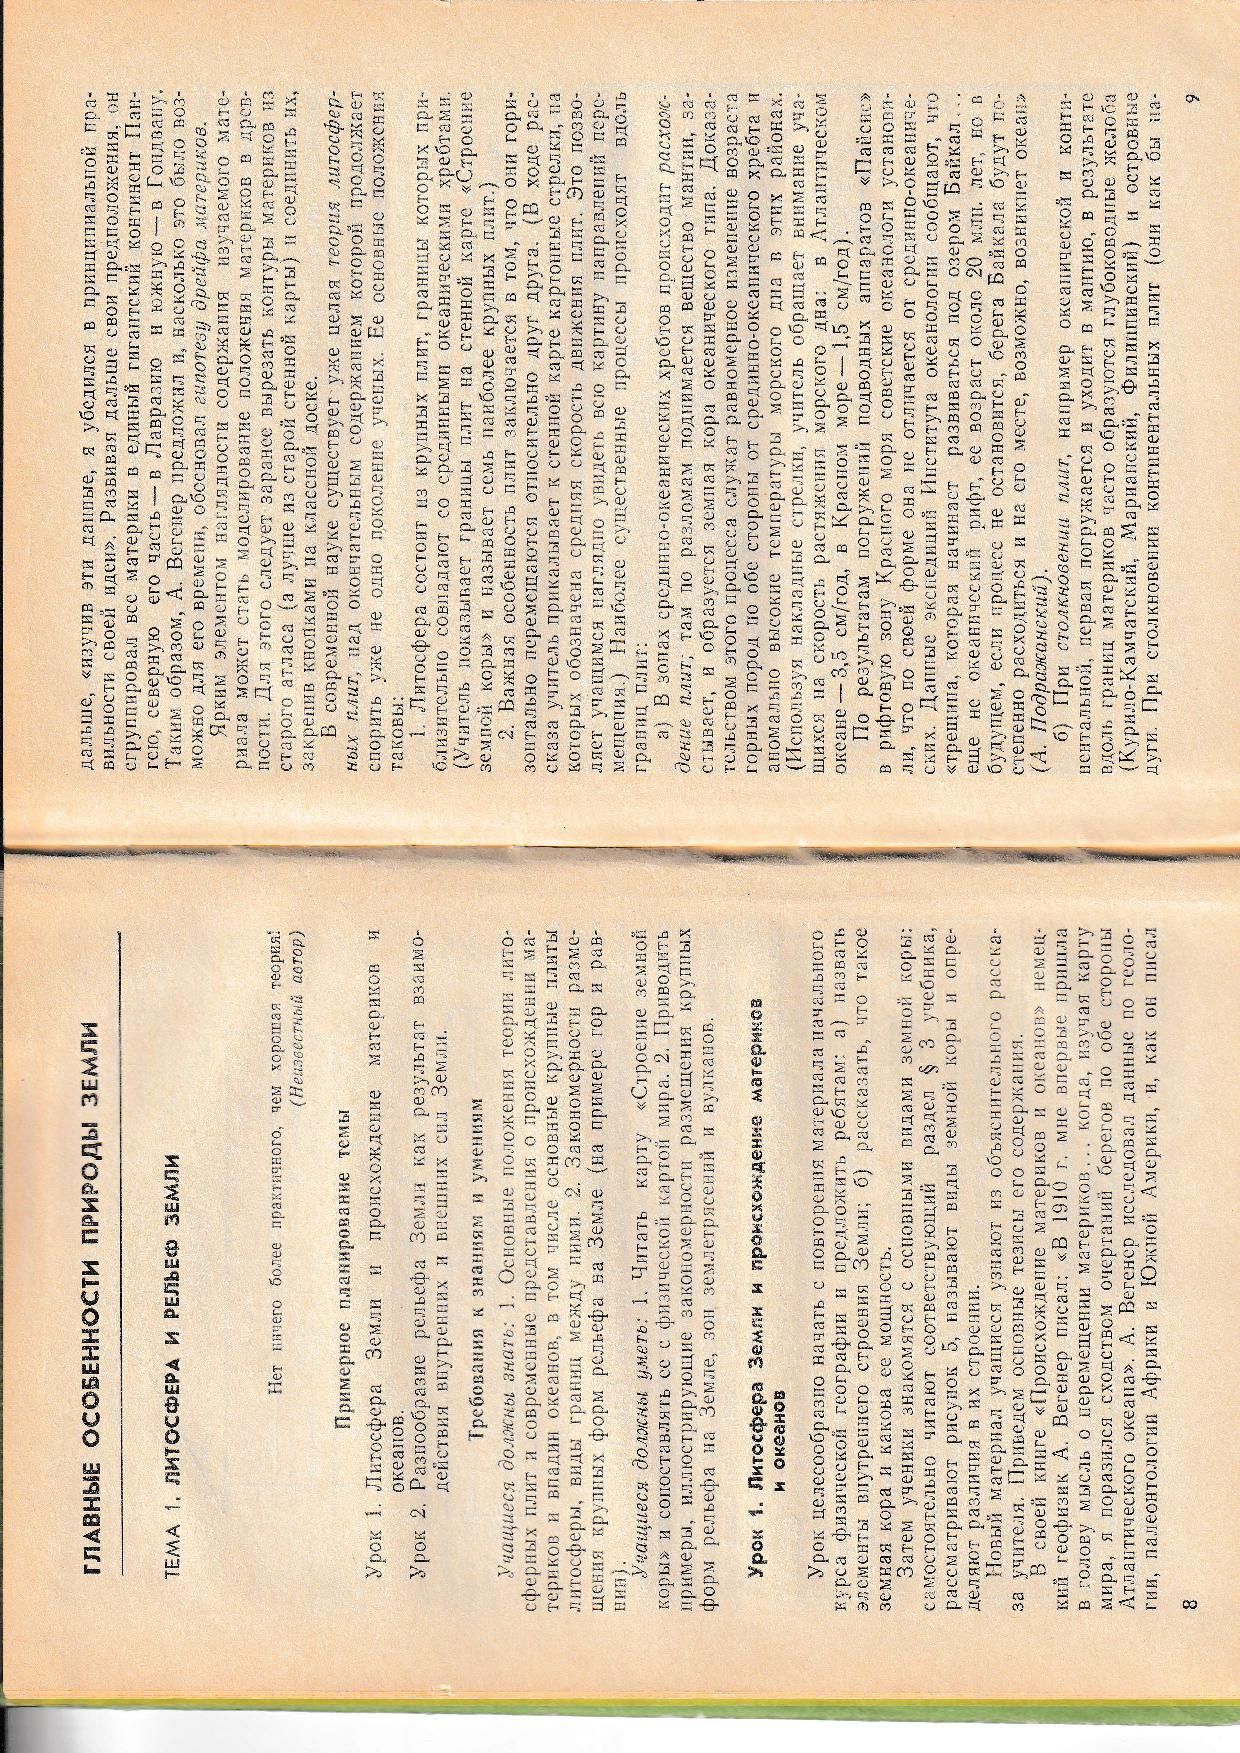 ГЛАВНЫЕ ОСОБЕННОСТИ ПРИРОДЫ ЗЕМЛИ
ТЕМА 1. ЛИТОСФЕРА И РЕЛЬЕФ ЗЕМЛИ
Нет ничего более практичного, чем хорошая теория!
(Неизвестный автор)
Примерное планирование темы
Урок 1. Литосфера Земли и происхождение материков и
океанов.
Урок 2. Разнообразие рельефа Земли как результат взаимо-
действия внутренних и внешних сил Земли.
Требования к знаниям и умениям
Учащиеся должны знать: 1. Основные положения теории лито-
сферных плит и современные представления о происхождении ма-
териков и впадин океанов, в том числе основные крупные плиты
литосферы, виды границ между ними. 2. Закономерности разме-
щения крупных форм рельефа на Земле (на примере гор и рав-
нин).
Учащиеся должны уметь: 1. Читать карту «Строение земной
коры» и сопоставлять ее с физической картой мира. 2. Приводить
примеры, иллюстрирующие закономерности размещения крупных
форм рельефа на Земле, зон землетрясений и вулканов.
Урок 1. Литосфера Земли и происхождение материков
и океанов
Урок целесообразно начать с повторения материала начального
курса физической географии и предложить ребятам: а) назвать
элементы внутреннего строения Земли; б) рассказать, что такое
земная кора и какова ее мощность.
Затем ученики знакомятся с основными видами земной коры:
самостоятельно читают соответствующий раздел § 3 учебника,
рассматривают рисунок 5, называют виды земной коры и опре-
деляют различия в их строении.
Новый материал учащиеся узнают из объяснительного расска-
за учителя. Приведем основные тезисы его содержания.
В своей книге «Происхождение материков и океанов» немец-
кий геофизик А. Вегенер писал: «В 1910 г. мне впервые пришла
в голову мысль о перемещении материков... когда, изучая карту
мира, я поразился сходством очертаний берегов по обе стороны
Атлантического океана». А. Вегенер исследовал данные по геоло-
гии, палеонтологии Африки и Южной Америки, и, как он писал
8
дальше, «изучив эти данные, я убедился в принципиальной пра-
вильности своей идеи». Развивая дальше свои предположения, он
сгруппировал все материки в единый гигантский континент Пан-
гею, северную его часть — в Лавразию и южную — в Гондвану.
Таким образом, А. Вегенер предложил и, насколько это было воз-
можно для его времени, обосновал гипотезу дрейфа материков.
Ярким элементом наглядности содержания изучаемого мате-
риала может стать моделирование положения материков в древ-
ности. Для этого следует заранее вырезать контуры материков из
старого атласа (а лучше из старой стенной карты) и соединить их,
закрепив кнопками на классной доске.
В современной науке существует уже целая теория литосфер-
ных плит, над окончательным содержанием которой продолжает
спорить уже не одно поколение ученых. Ее основные положения
таковы:
1. Литосфера состоит из крупных плит, границы которых при-
близительно совпадают со срединными океаническими хребтами.
(Учитель показывает границы плит на стенной карте «Строение
земной коры» и называет семь наиболее крупных плит.)
2. Важная особенность плит заключается в том, что они гори-
зонтально перемещаются относительно друг друга. (В ходе рас-
сказа учитель прикалывает к стенной карте картонные стрелки, на
которых обозначена средняя скорость движения плит. Это позво-
ляет учащимся наглядно увидеть всю картину направлений пере-
мещения.) Наиболее существенные процессы происходят вдоль
границ плит:
а) В зонах срединно-океанических хребтов происходит расхож-
дение плит; там по разломам поднимается вещество мантии, за-
стывает, и образуется земная кора океанического типа. Доказа-
тельством этого процесса служат равномерное изменение возраста
горных пород по обе стороны от срединно-океанического хребта и
аномально высокие температуры морского дна в этих районах.
(Используя накладные стрелки, учитель обращает внимание уча-
щихся на скорость растяжения морского дна: в Атлантическом
океане — 3,5 см/год, в Красном море — 1,5 см/год).
По результатам погружений подводных аппаратов «Пайсис»
в рифтовую зону Красного моря советские океанологи установи-
ли, что по своей форме она не отличается от срединно-океаниче-
ских. Данные экспедиций Института океанологии сообщают, что
«трещина, которая начинает развиваться под озером Байкал...
еще не океанический рифт, ее возраст около 20 млн. лет, но в
будущем, если процесс не остановится, берега Байкала будут по-
степенно расходиться и на его месте, возможно, возникнет океан»
(А. Подражанский).
б) При столкновении плит, например океанической и конти-
нентальной, первая погружается и уходит в мантию, в результате
вдоль границ материков часто образуются глубоководные желоба
(Курило-Камчатский, Марианский, Филиппинский) и островные
дуги. При столкновении континентальных плит (они как бы на-
9